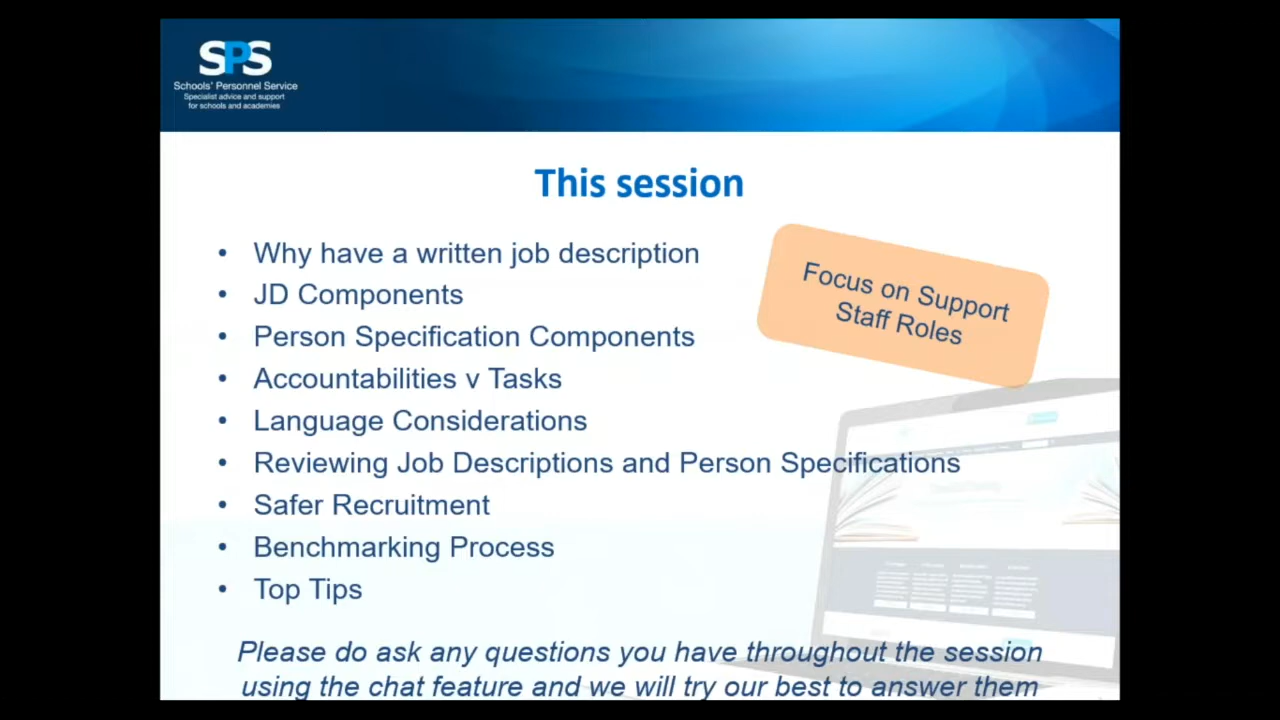 SPS
Schools' Personnel Service
Specialist advice and support
for schools and academies
This session
• Why have a written job description
• JD Components
• Person Specification Components
• Accountabilities v Tasks
• Language Considerations
• Reviewing Job Descriptions and Person Specifications
• Safer Recruitment
• Benchmarking Process
• Top Tips
Focus on Support
Staff Roles
Please do ask any questions you have throughout the session
using the chat feature and we will try our best to answer them